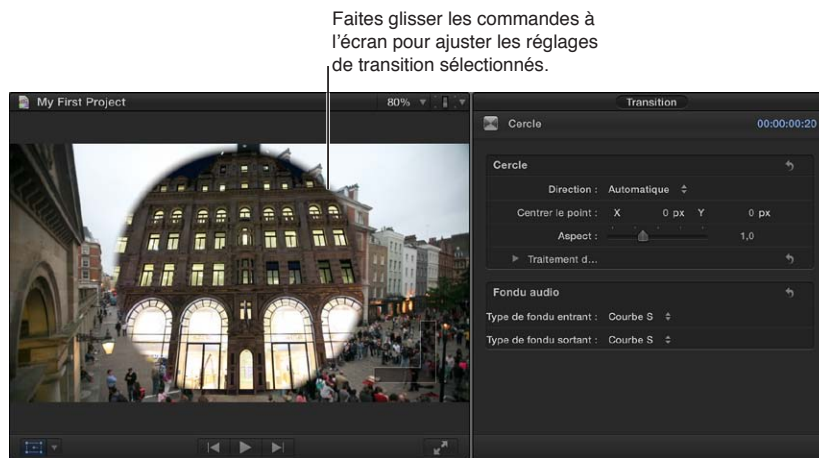 Faites glisser les commandes à
l’écran pour ajuster les réglages
de transition sélectionnés.
My First Project
80%
Transition
Cercle
00:00:00:20
Cercle
Direction : Automatique
Centrer le point : X 0 px Y 0 px
Aspect : 1,0
Traitement d...
Fondu audio
Type de fondu entrant : Courbe S
Type de fondu sortant : Courbe S